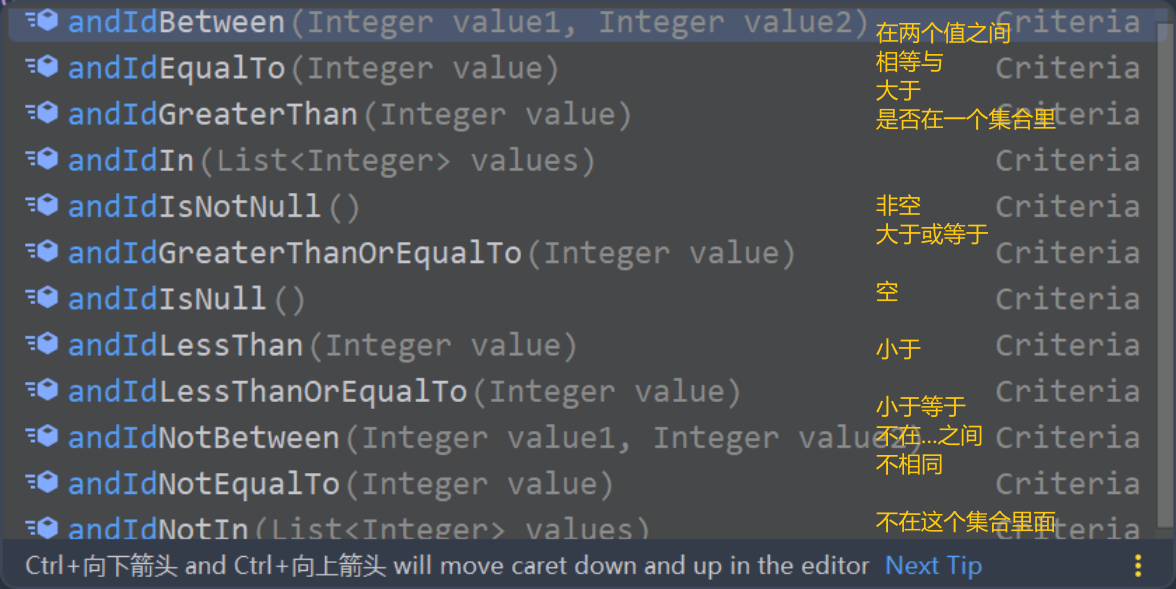 andIdBetween(Integer value1, Integer value2) 在两个值之间 Criteria
andIdEqualTo(Integer value) 相等与 Criteria
andIdGreaterThan(Integer value) 大于 Criteria
是否在一个集合里
andIdIn(List<Integer> values) Criteria
andIdIsNotNull() 非空 Criteria
andIdGreaterThanOrEqualTo(Integer value) 大于或等于 Criteria
andIdIsNull() 空 Criteria
andIdLessThan(Integer value) 小于 Criteria
andIdLessThanOrEqualTo(Integer value) 小于等于 Criteria
andIdNotBetween(Integer value1, Integer value2) 不在...之间 Criteria
andIdNotEqualTo(Integer value) 不相同 Criteria
andIdNotIn(List<Integer> values) 不在这个集合里面 Criteria
Ctrl+向下箭头 and Ctrl+向上箭头 will move caret down and up in the editor Next Tip